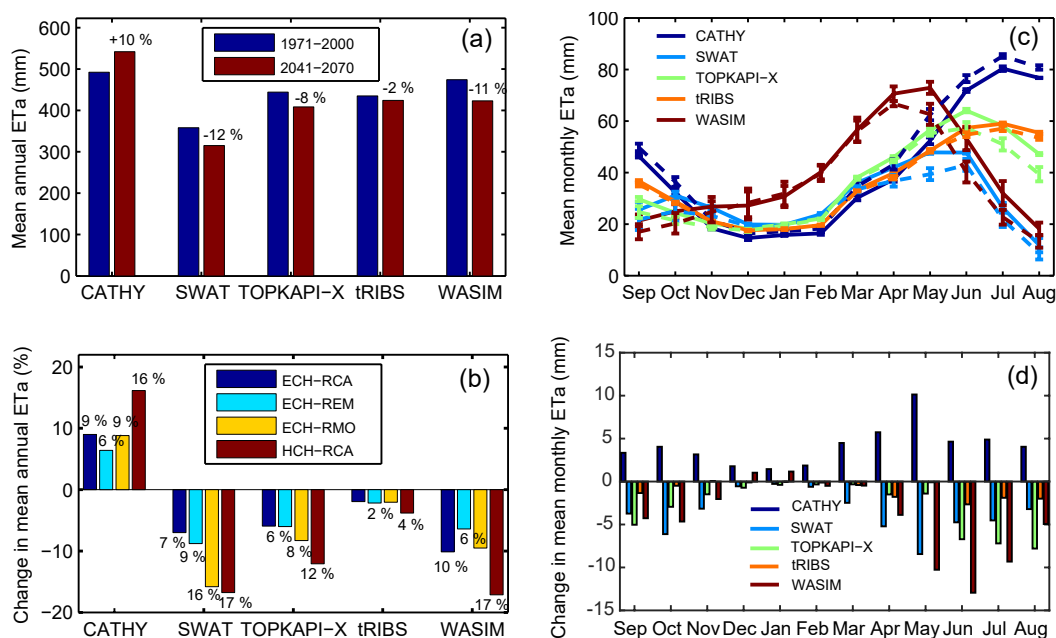 (a)
Mean annual ETa (mm)
600
500
400
300
200
100
0
1971−2000
2041−2070
+10 %
-12 %
-8 %
-2 %
-11 %
CATHY SWAT TOPKAPI−X tRIBS WASIM
(c)
Mean monthly ETa (mm)
100
80
60
40
20
0
CATHY
SWAT
TOPKAPI−X
tRIBS
WASIM
Sep Oct Nov Dec Jan Feb Mar Apr May Jun Jul Aug
(b)
Change in mean annual ETa (%)
20
10
0
−10
−20
ECH−RCA
ECH−REM
ECH−RMO
HCH−RCA
9 % 6 % 9 % 16 %
7 % 9 % 16 % 17 %
6 % 8 % 12 %
2 % 4 %
10 % 6 % 17 %
CATHY SWAT TOPKAPI−X tRIBS WASIM
(d)
Change in mean monthly ETa (mm)
15
10
5
0
-5
-10
-15
CATHY
SWAT
TOPKAPI−X
tRIBS
WASIM
Sep Oct Nov Dec Jan Feb Mar Apr May Jun Jul Aug